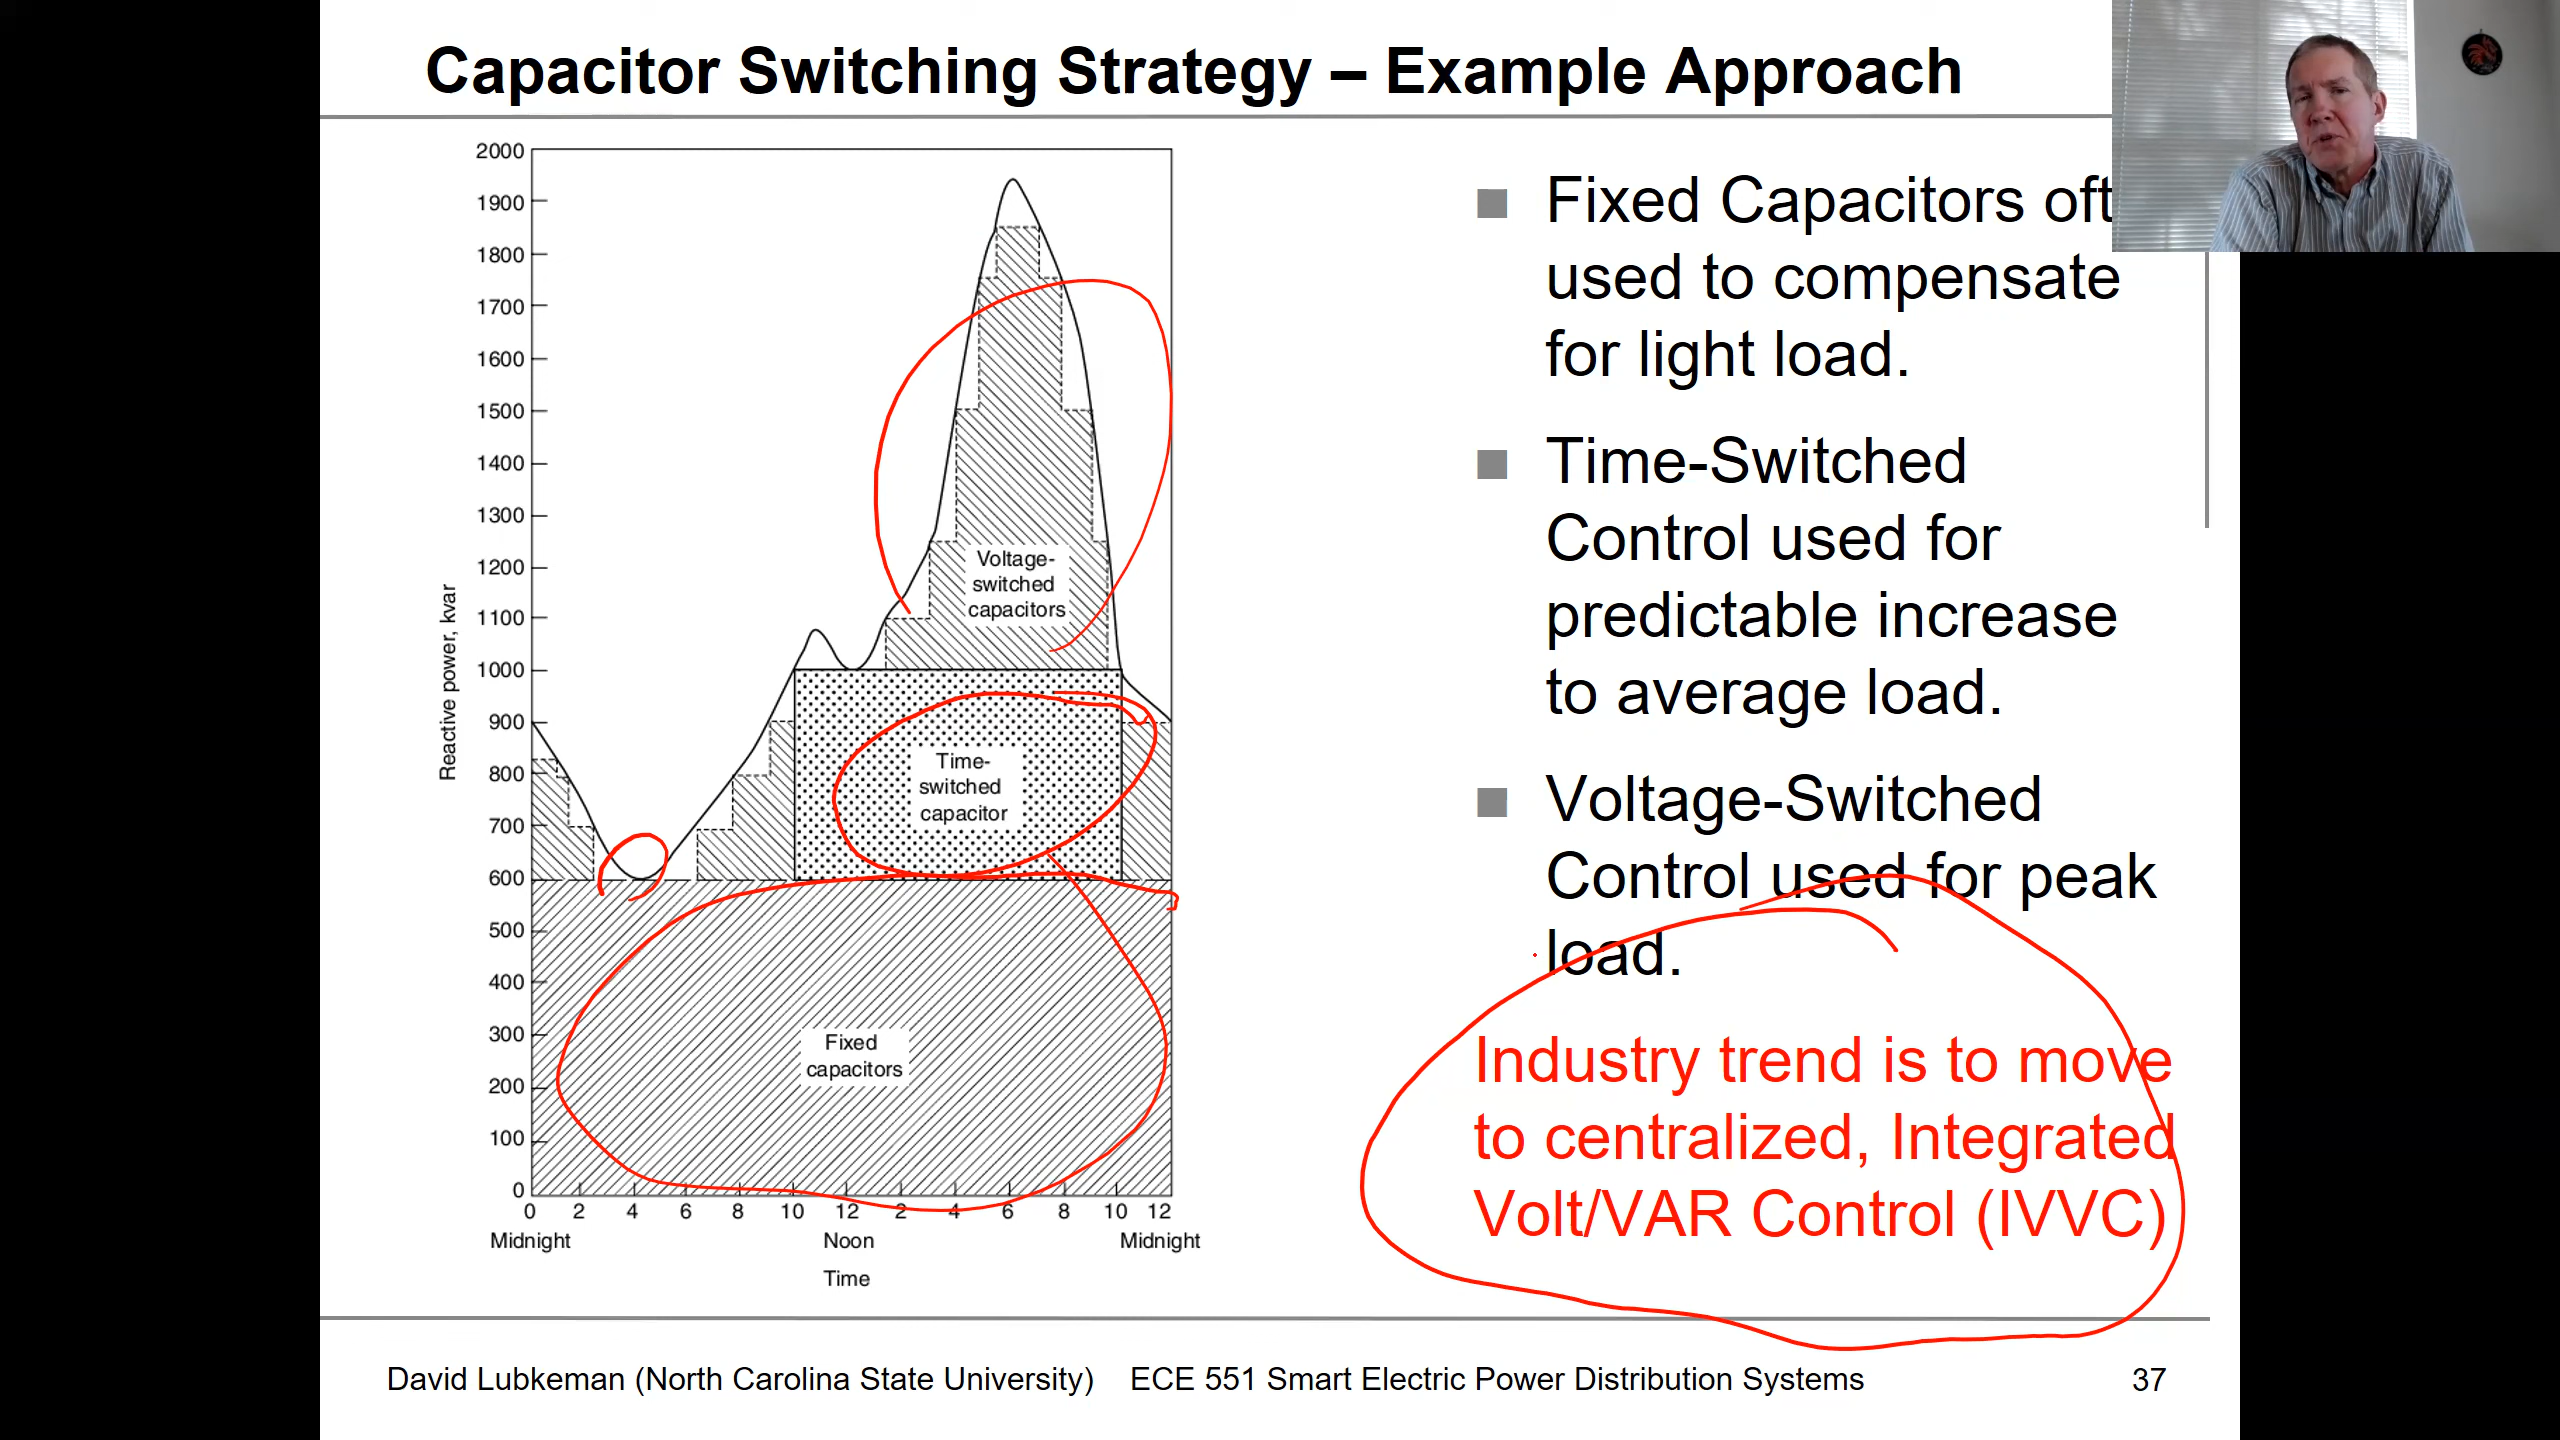 Capacitor Switching Strategy – Example Approach
2000
1900
1800
1700
1600
1500
1400
1300
1200
1100
1000
900
800
700
600
500
400
300
200
100
0
Reactive power, kvar
Voltage-
switched
capacitors
Time-
switched
capacitor
Fixed
capacitors
0 2 4 6 8 10 12 2 4 6 8 10 12
Midnight Noon Midnight
Time
Fixed Capacitors oft
used to compensate
for light load.
Time-Switched
Control used for
predictable increase
to average load.
Voltage-Switched
Control used for peak
load.
Industry trend is to move
to centralized, Integrated
Volt/VAR Control (IVVC)
David Lubkeman (North Carolina State University) ECE 551 Smart Electric Power Distribution Systems 37